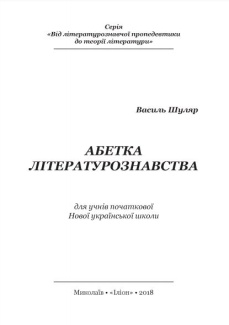 Серія
«Від літературознавчої пропедевтики
до теорії літератури»
Василь Шуляр
АБЕТКА
ЛІТЕРАТУРОЗНАВСТВА
для учнів початкової
Нової української школи
Миколаїв • «Іліон» • 2018